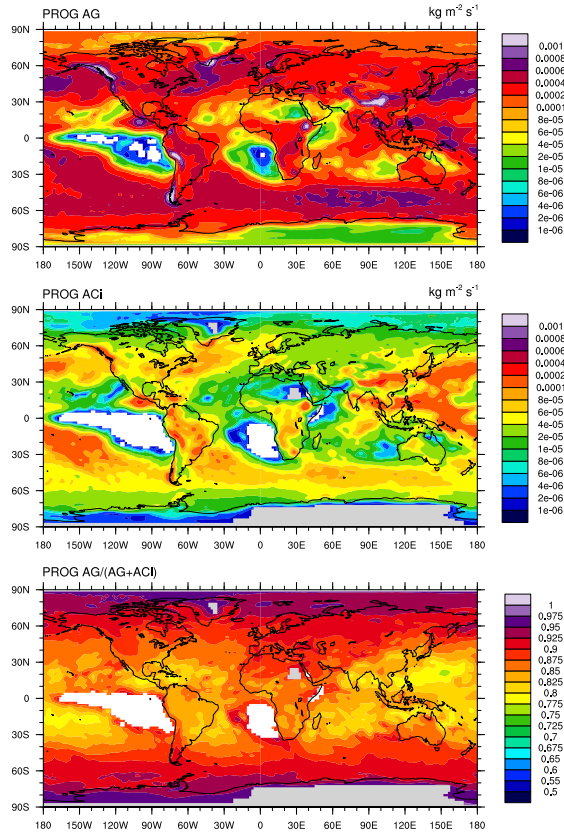 PROG AG kg m⁻² s⁻¹
90N
60N
30N
0
30S
60S
90S
180 150W 120W 90W 60W 30W 0 30E 60E 90E 120E 150E 180
0.001
0.0008
0.0006
0.0004
0.0002
0.0001
8e-05
6e-05
4e-05
2e-05
1e-05
8e-06
6e-06
4e-06
2e-06
1e-06
PROG ACi kg m⁻² s⁻¹
90N
60N
30N
0
30S
60S
90S
180 150W 120W 90W 60W 30W 0 30E 60E 90E 120E 150E 180
0.001
0.0008
0.0006
0.0004
0.0002
0.0001
8e-05
6e-05
4e-05
2e-05
1e-05
8e-06
6e-06
4e-06
2e-06
1e-06
PROG AG/(AG+ACI)
90N
60N
30N
0
30S
60S
90S
180 150W 120W 90W 60W 30W 0 30E 60E 90E 120E 150E 180
1
0.975
0.95
0.925
0.9
0.875
0.85
0.825
0.8
0.775
0.75
0.725
0.7
0.675
0.65
0.625
0.6
0.55
0.5